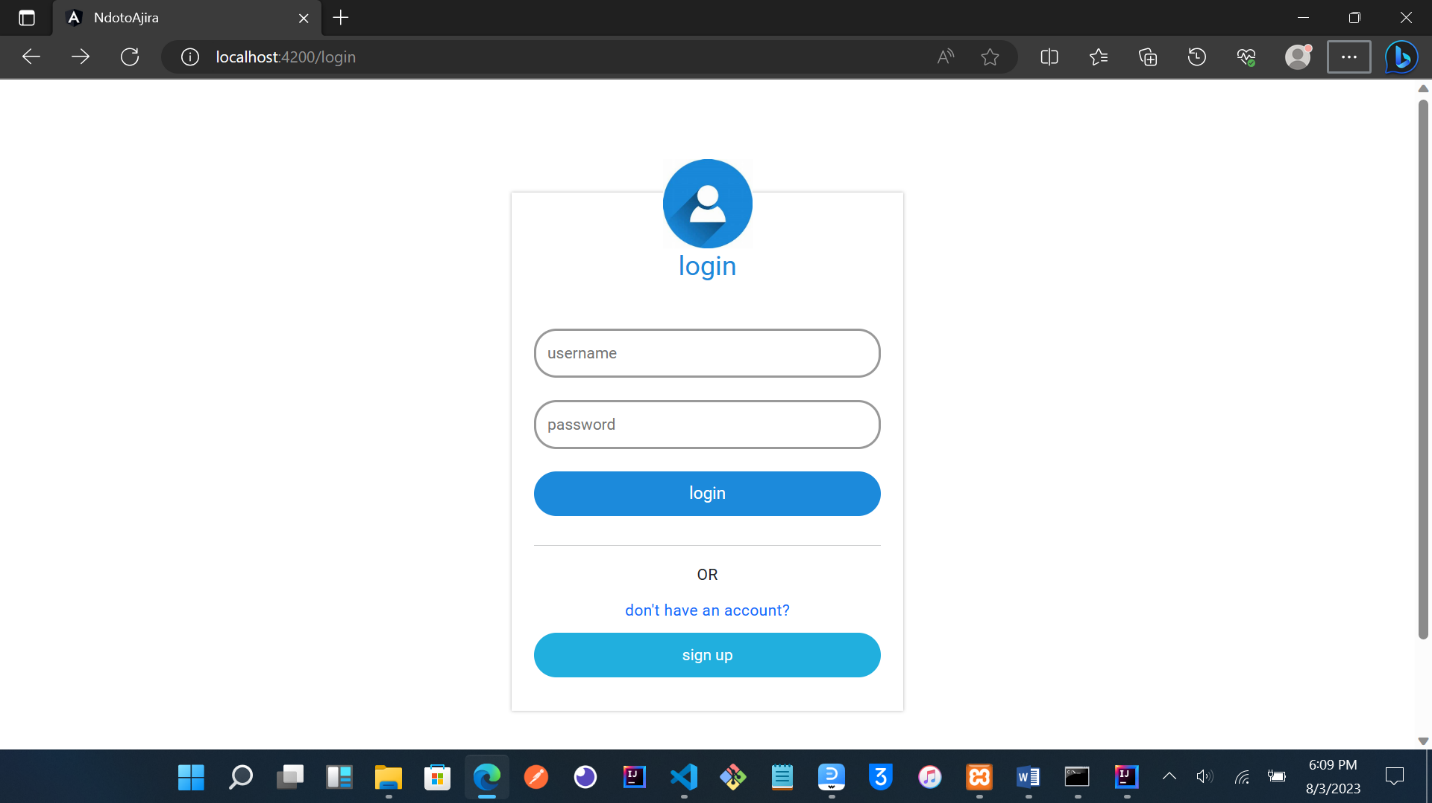 NdotoAjira
localhost:4200/login
login
username
password
login
OR
don't have an account?
sign up
6:09 PM
8/3/2023